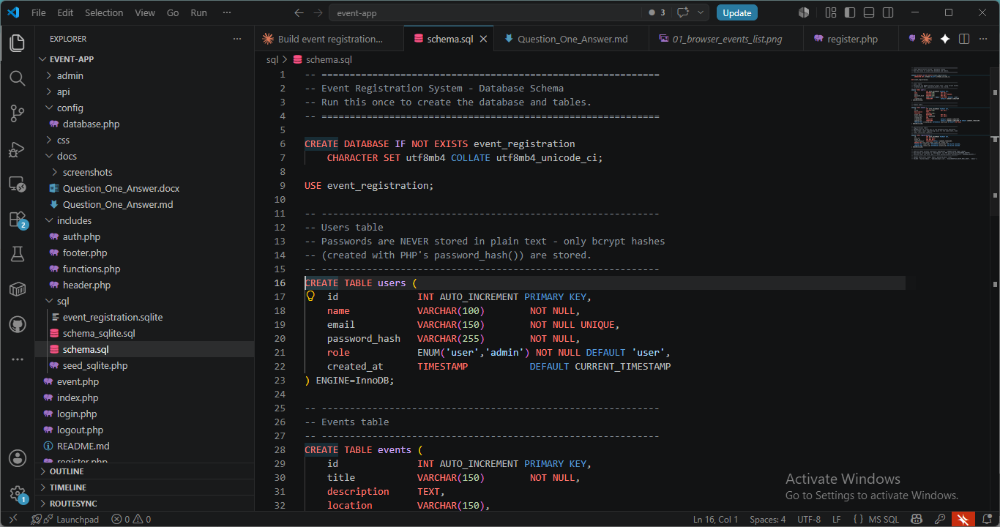 File Edit Selection View Go Run ···
event-app
3
Update
EXPLORER
EVENT-APP
admin
api
config
database.php
css
docs
screenshots
Question_One_Answer.docx
Question_One_Answer.md
includes
auth.php
footer.php
functions.php
header.php
sql
event_registration.sqlite
schema_sqlite.sql
schema.sql
seed_sqlite.php
event.php
index.php
login.php
logout.php
README.md
register.php
OUTLINE
TIMELINE
ROUTESYNC
2
1
Build event registration...
schema.sql
Question_One_Answer.md
01_browser_events_list.png
register.php
sql > schema.sql
1 -- ============================================================
2 -- Event Registration System - Database Schema
3 -- Run this once to create the database and tables.
4 -- ============================================================
5
6 CREATE DATABASE IF NOT EXISTS event_registration
7 CHARACTER SET utf8mb4 COLLATE utf8mb4_unicode_ci;
8
9 USE event_registration;
10
11 -- ------------------------------------------------------------
12 -- Users table
13 -- Passwords are NEVER stored in plain text - only bcrypt hashes
14 -- (created with PHP's password_hash()) are stored.
15 -- ------------------------------------------------------------
16 CREATE TABLE users (
17 id INT AUTO_INCREMENT PRIMARY KEY,
18 name VARCHAR(100) NOT NULL,
19 email VARCHAR(150) NOT NULL UNIQUE,
20 password_hash VARCHAR(255) NOT NULL,
21 role ENUM('user','admin') NOT NULL DEFAULT 'user',
22 created_at TIMESTAMP DEFAULT CURRENT_TIMESTAMP
23 ) ENGINE=InnoDB;
24
25 -- ------------------------------------------------------------
26 -- Events table
27 -- ------------------------------------------------------------
28 CREATE TABLE events (
29 id INT AUTO_INCREMENT PRIMARY KEY,
30 title VARCHAR(150) NOT NULL,
31 description TEXT,
32 location VARCHAR(150),
Activate Windows
Go to Settings to activate Windows.
Launchpad 0 0
Ln 16, Col 1 Spaces: 4 UTF-8 LF { } MS SQL